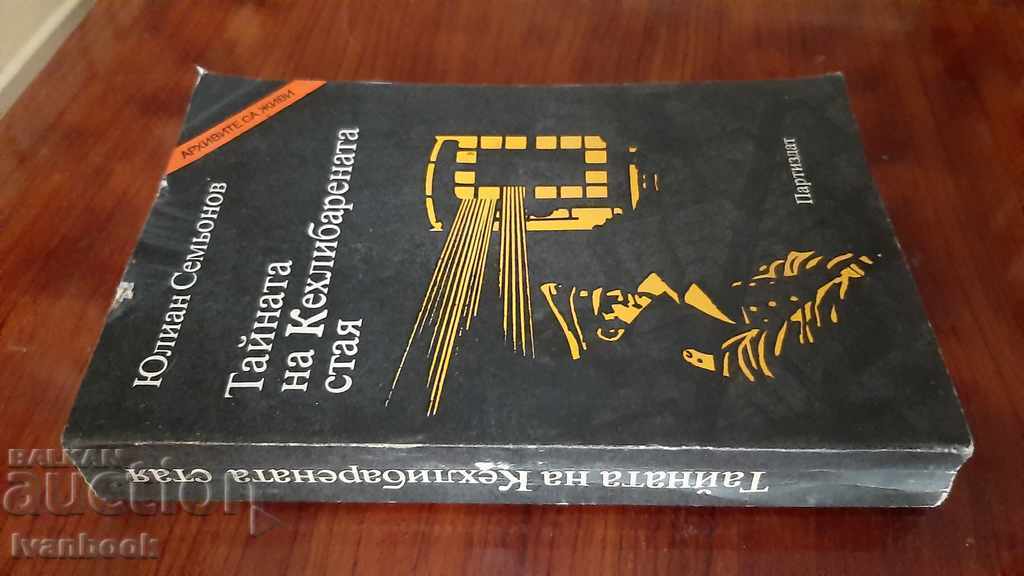 АРХИВИТЕ СА ЖИВИ
Юлиан Семьонов
Тайната
на Кехлибарената
стая
Партиздат
Тайната на Кехлибарената стая
BALKAN
auction
Ivanbook